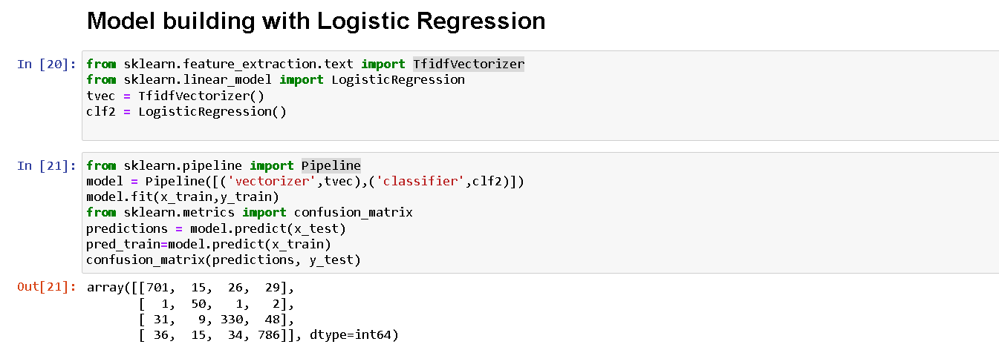 Model building with Logistic Regression
In [20]: from sklearn.feature_extraction.text import TfidfVectorizer
from sklearn.linear_model import LogisticRegression
tvec = TfidfVectorizer()
clf2 = LogisticRegression()
In [21]: from sklearn.pipeline import Pipeline
model = Pipeline([('vectorizer',tvec),('classifier',clf2)])
model.fit(x_train,y_train)
from sklearn.metrics import confusion_matrix
predictions = model.predict(x_test)
pred_train=model.predict(x_train)
confusion_matrix(predictions, y_test)
Out[21]: array([[701, 15, 26, 29],
[ 1, 50, 1, 2],
[ 31, 9, 330, 48],
[ 36, 15, 34, 786]], dtype=int64)